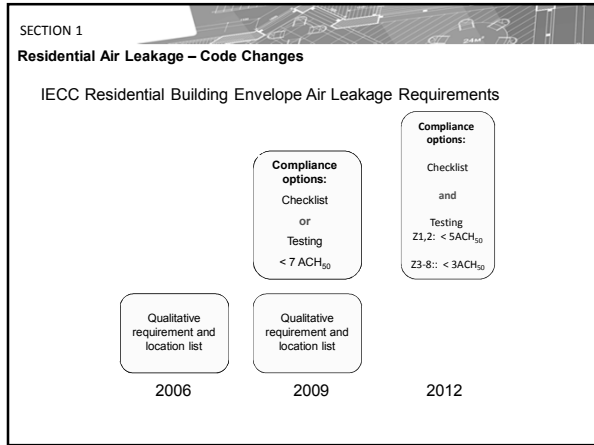 SECTION 1
Residential Air Leakage – Code Changes
IECC Residential Building Envelope Air Leakage Requirements
Compliance
options:
Checklist
and
Testing
Z1,2: < 5ACH₅₀
Z3-8:: < 3ACH₅₀
Compliance
options:
Checklist
or
Testing
< 7 ACH₅₀
Qualitative
requirement and
location list
Qualitative
requirement and
location list
2006
2009
2012